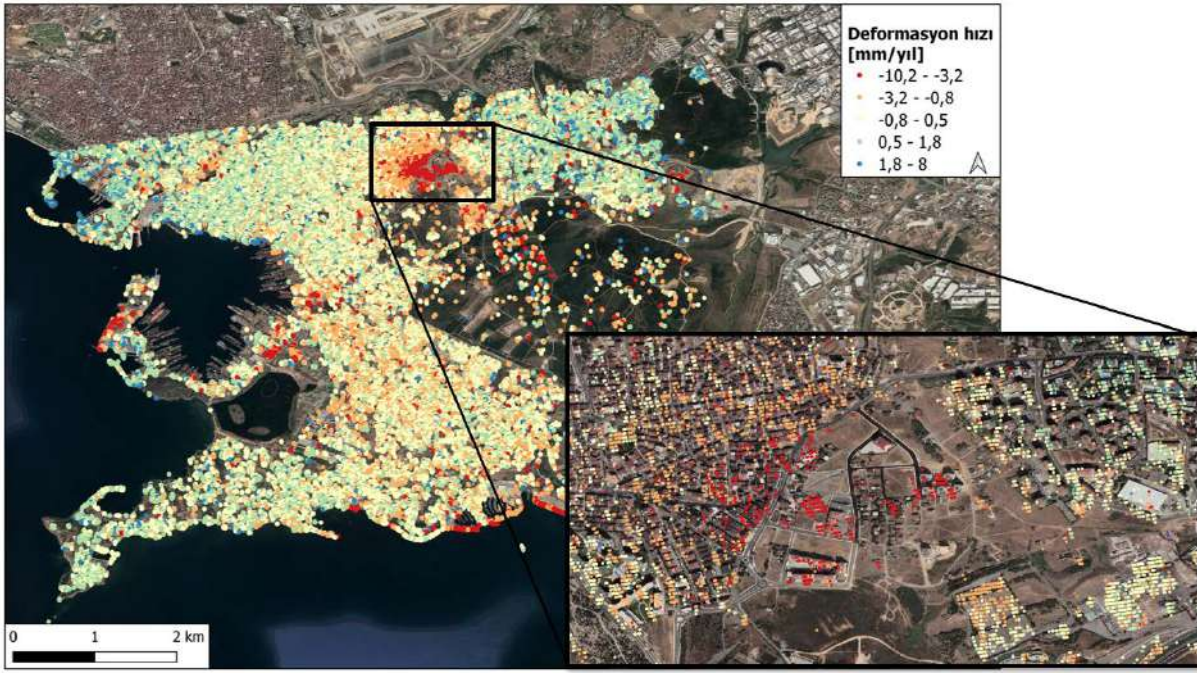 Deformasyon hızı
[mm/yıl]
-10,2 - -3,2
-3,2 - -0,8
-0,8 - 0,5
0,5 - 1,8
1,8 - 8
0 1 2 km